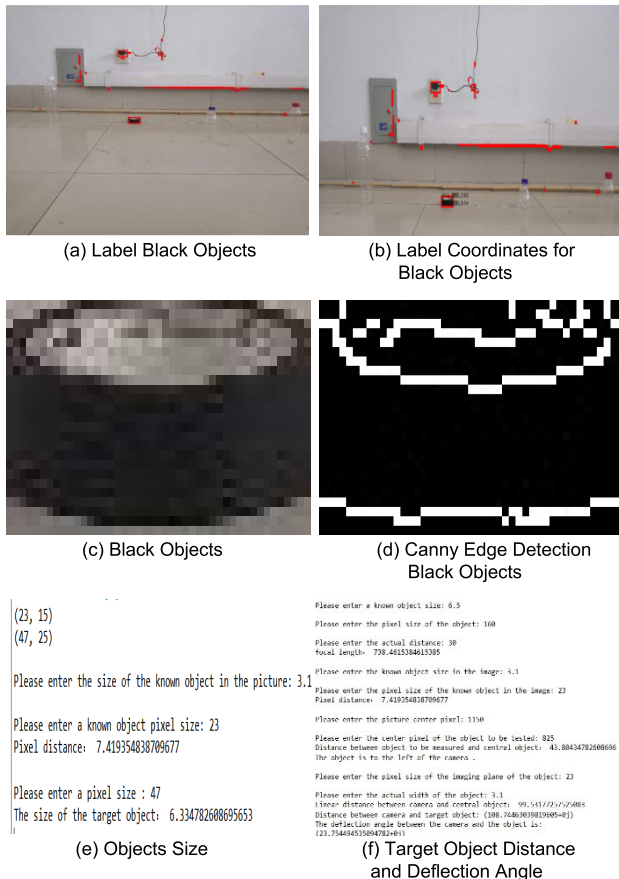 (a) Label Black Objects
(b) Label Coordinates for
Black Objects
(c) Black Objects
(d) Canny Edge Detection
Black Objects
(23, 15)
(47, 25)
Please enter the size of the known object in the picture: 3.1
Please enter a known object pixel size: 23
Pixel distance: 7.419354838709677
Please enter a pixel size : 47
The size of the target object: 6.334782608695653
(e) Objects Size
Please enter a known object size: 6.5
Please enter the pixel size of the object: 160
Please enter the actual distance: 30
focal length: 738.4615384615385
Please enter the known object size in the image: 3.1
Please enter the pixel size of the known object in the image: 23
Pixel distance: 7.419354838709677
Please enter the picture center pixel: 1150
Please enter the center pixel of the object to be tested: 825
Distance between object to be measured and central object: 43.80434782608696
The object is to the left of the camera .
Please enter the pixel size of the imaging plane of the object: 23
Please enter the actual width of the object: 3.1
Linear distance between camera and central object: 99.53177257525083
Distance between camera and target object: (108.74463039819605+0j)
The deflection angle between the camera and the object is:
(23.754494535094782+0j)
(f) Target Object Distance
and Deflection Angle